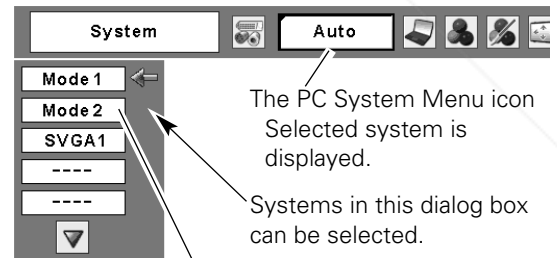 System
Auto
Mode 1
Mode 2
SVGA1
----
----
The PC System Menu icon
Selected system is
displayed.
Systems in this dialog box
can be selected.